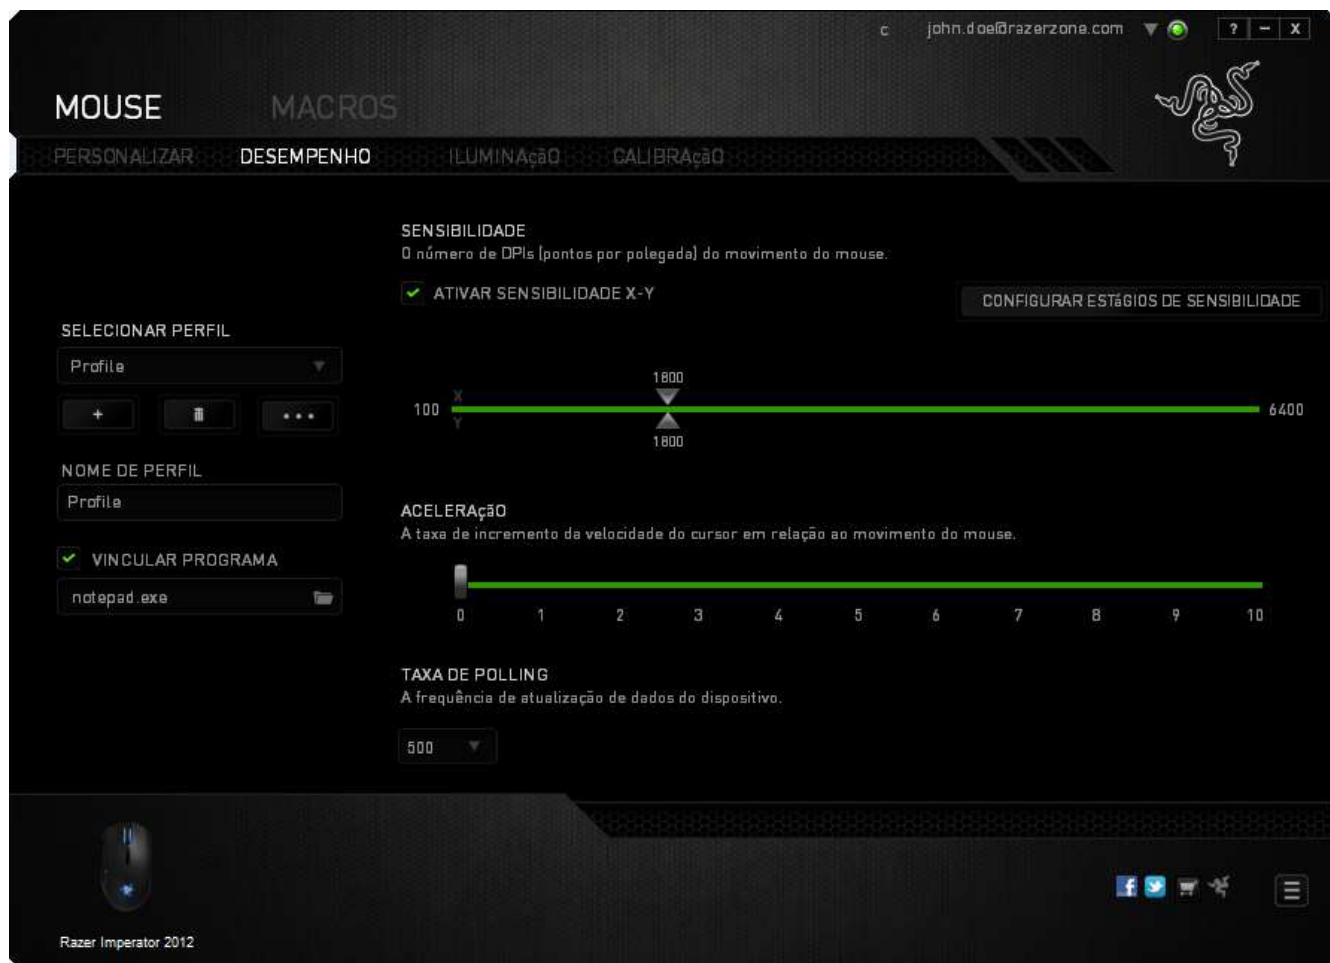 c john.doe@razerzone.com ? – X
MOUSE MACROS
PERSONALIZAR DESEMPENHO ILUMINAçãO CALIBRAçãO
SENSIBILIDADE
O número de DPIs (pontos por polegada) do movimento do mouse.
ATIVAR SENSIBILIDADE X-Y
CONFIGURAR ESTáGIOS DE SENSIBILIDADE
SELECIONAR PERFIL
Profile
+ •••
NOME DE PERFIL
Profile
VINCULAR PROGRAMA
notepad.exe
1800
X
100 6400
Y
1800
ACELERAçãO
A taxa de incremento da velocidade do cursor em relação ao movimento do mouse.
0 1 2 3 4 5 6 7 8 9 10
TAXA DE POLLING
A frequência de atualização de dados do dispositivo.
500
Razer Imperator 2012